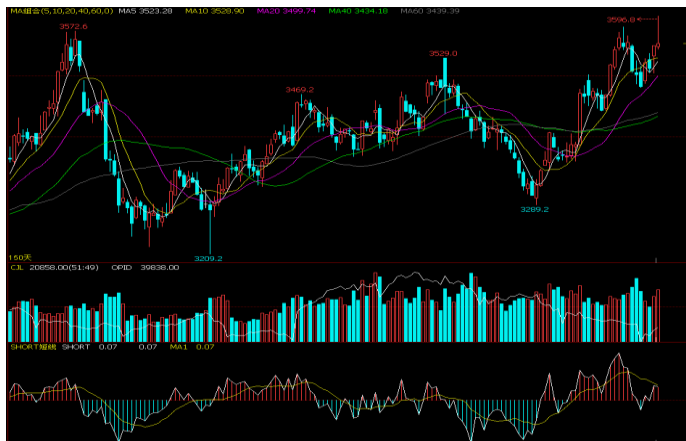 MA组合(5,10,20,40,60,0) MA5 3523.28 MA10 3528.90 MA20 3499.74 MA40 3434.18 MA60 3439.39
3596.8
3572.6
3529.0
3469.2
3289.2
3209.2
160天
CJL 20858.00(51:49) OPID 39838.00
SHORT短线 SHORT 0.07 0.07 MA1 0.07